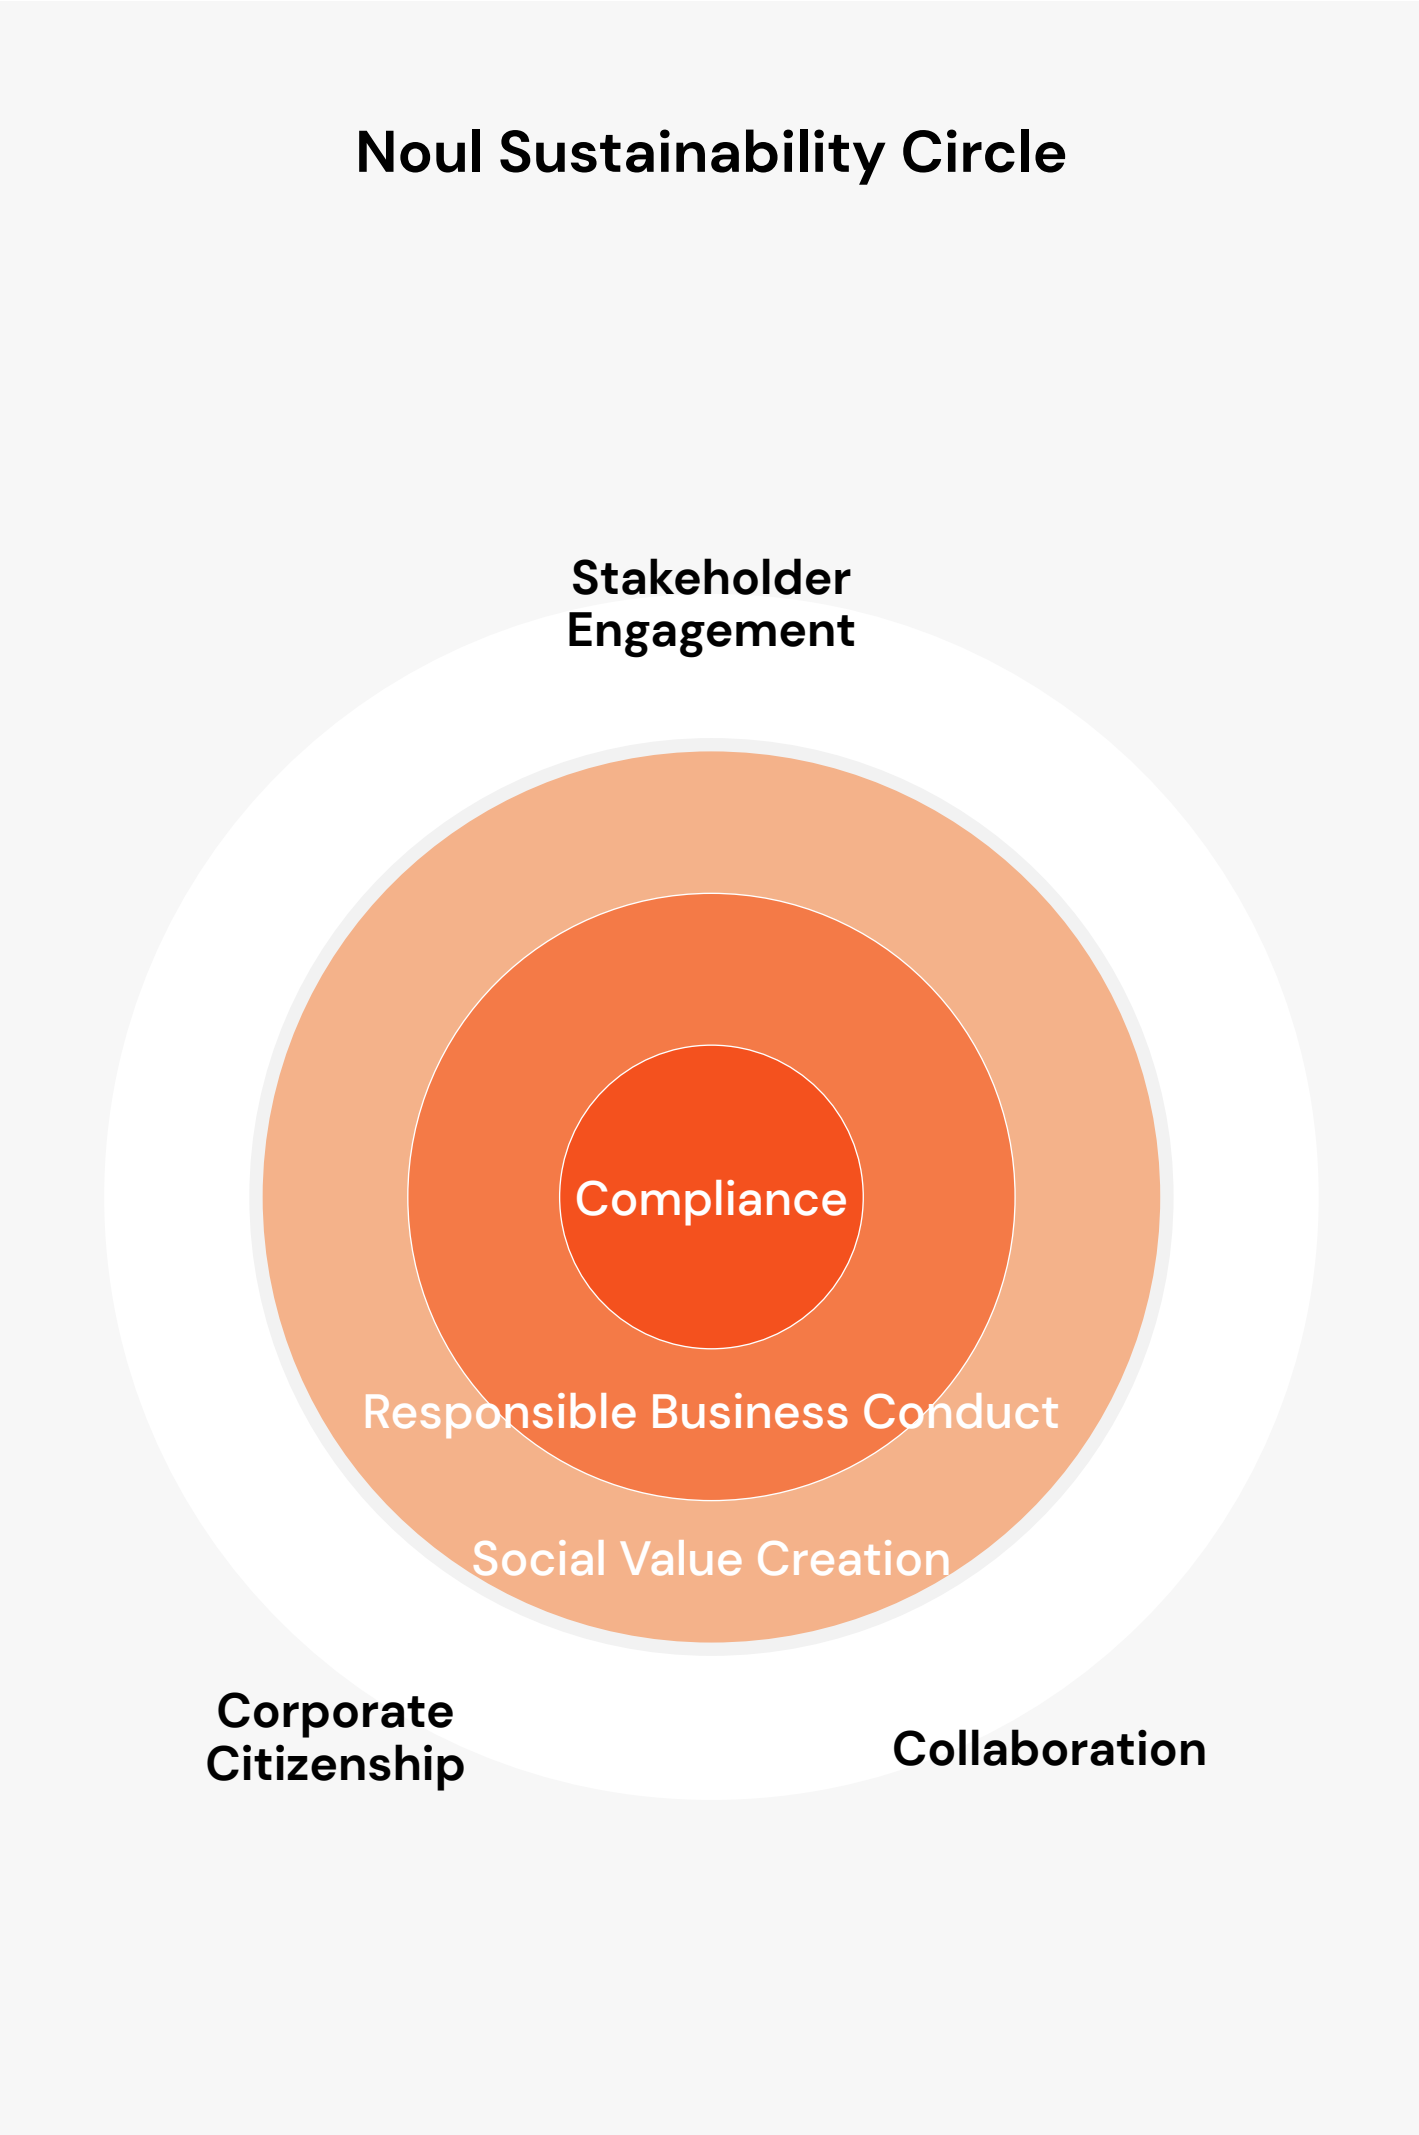 Noul Sustainability Circle
Stakeholder
Engagement
Compliance
Responsible Business Conduct
Social Value Creation
Corporate
Citizenship
Collaboration